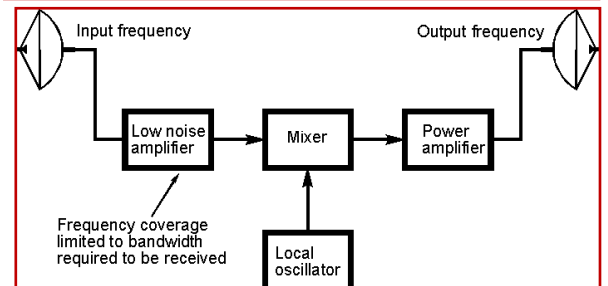 Input frequency
Output frequency
Low noise
amplifier
Mixer
Power
amplifier
Frequency coverage
limited to bandwidth
required to be received
Local
oscillator